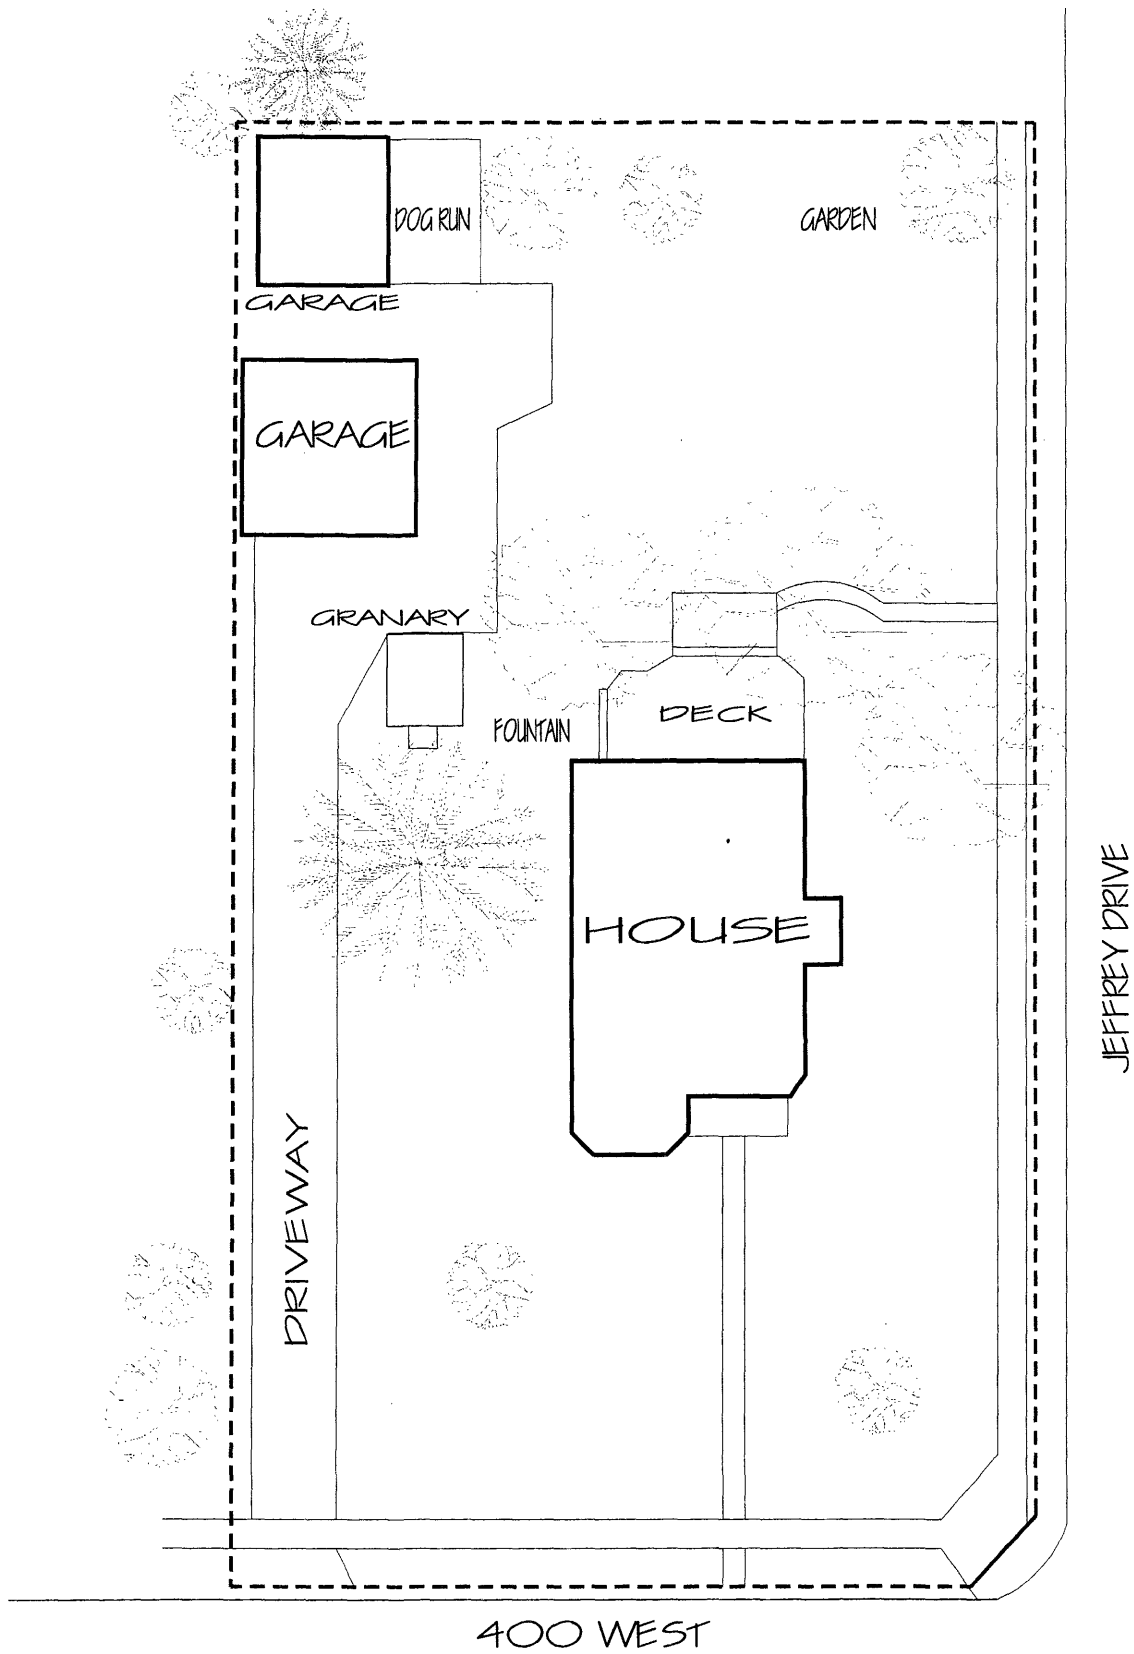 DOG RUN
GARDEN
GARAGE
GARAGE
GRANARY
FOUNTAIN
DECK
HOUSE
JEFFREY DRIVE
DRIVEWAY
400 WEST